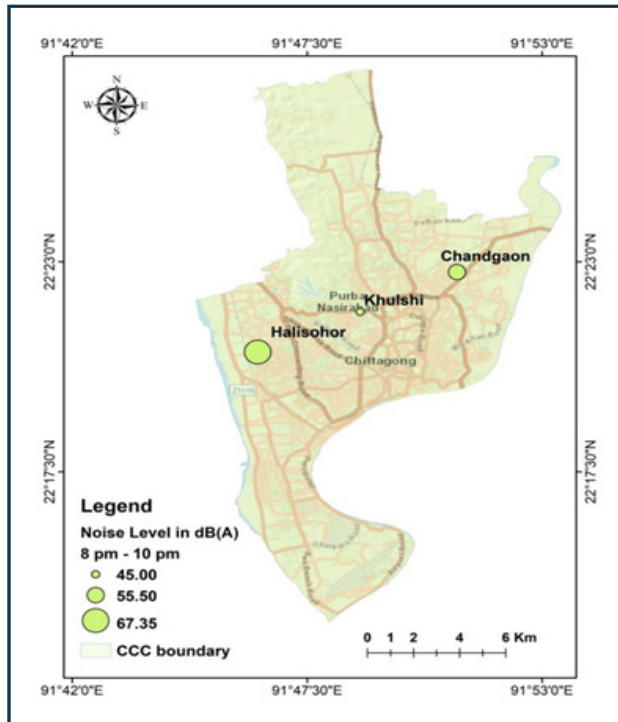 91°42'0"E 91°47'30"E 91°53'0"E
N
W E
S
22°23'0"N 22°23'0"N
Chandgaon
Purba
Nasirabad
Khulshi
Halisohor
Chittagong
22°17'30"N 22°17'30"N
Legend
Noise Level in dB(A)
8 pm - 10 pm
45.00
55.50
67.35
CCC boundary
0 1 2 4 6 Km
Airport Road
91°42'0"E 91°47'30"E 91°53'0"E